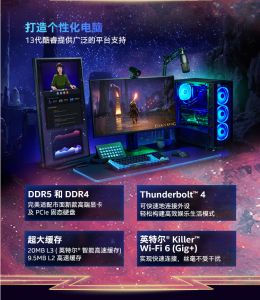 打造个性化电脑
13代酷睿提供广泛的平台支持
DDR5 和 DDR4
完美适配市面新款高端显卡
及 PCIe 固态硬盘
Thunderbolt™ 4
可快速地连接外设
轻松构建高效娱乐生活模式
超大缓存
20MB L3 ( 英特尔® 智能高速缓存)
9.5MB L2 高速缓存
英特尔® Killer™
Wi-Fi 6 (Gig+)
实现快速连接，丝毫不受干扰